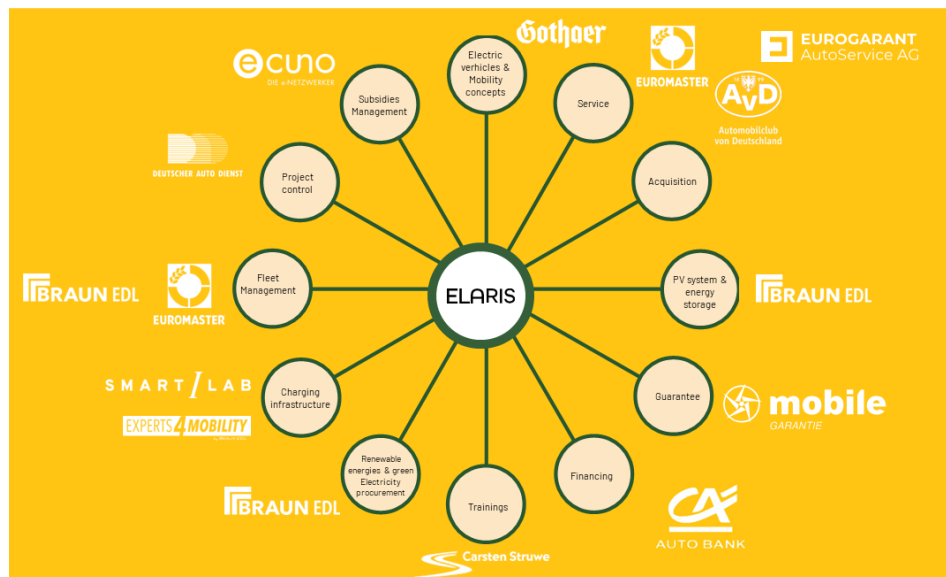 Gothaer
EUROMASTER
EUROGARANT
AutoService AG
ecuno
DIE e-NETZWERKER
Electric
verhicles &
Mobility
concepts
Subsidies
Management
Service
AvD
Automobilclub
von Deutschland
DEUTSCHER AUTO DIENST
Project
control
Acquisition
BRAUN EDL
EUROMASTER
Fleet
Management
ELARIS
PV system &
energy
storage
BRAUN EDL
SMART/LAB
EXPERTS4MOBILITY
Charging
infrastructure
Guarantee
mobile
GARANTIE
BRAUN EDL
Renewable
energies & green
Electricity
procurement
Trainings
Financing
CA
AUTO BANK
Carsten Struwe